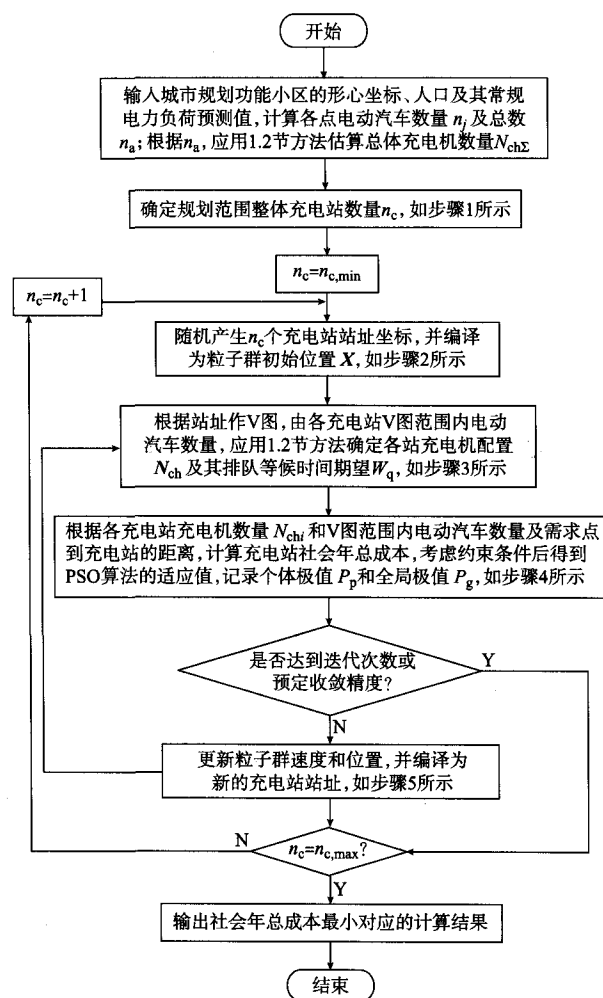 开始
输入城市规划功能小区的形心坐标、人口及其常规
电力负荷预测值,计算各点电动汽车数量 nj 及总数
na;根据na,应用1.2节方法估算总体充电机数量NchΣ
确定规划范围整体充电站数量nc,如步骤1所示
nc=nc,min
nc=nc+1
随机产生nc个充电站站址坐标,并编译
为粒子群初始位置 X,如步骤2所示
根据站址作V图,由各充电站V图范围内电动
汽车数量,应用1.2节方法确定各站充电机配置
Nch 及其排队等候时间期望Wq,如步骤3所示
根据各充电站充电机数量 Nchi 和V图范围内电动汽车数量及需求点
到充电站的距离,计算充电站社会年总成本,考虑约束条件后得到
PSO算法的适应值,记录个体极值 Pp和全局极值 Pg,如步骤4所示
是否达到迭代次数或
预定收敛精度?
Y
N
更新粒子群速度和位置,并编译为
新的充电站站址,如步骤5所示
N
nc=nc,max?
Y
输出社会年总成本最小对应的计算结果
结束